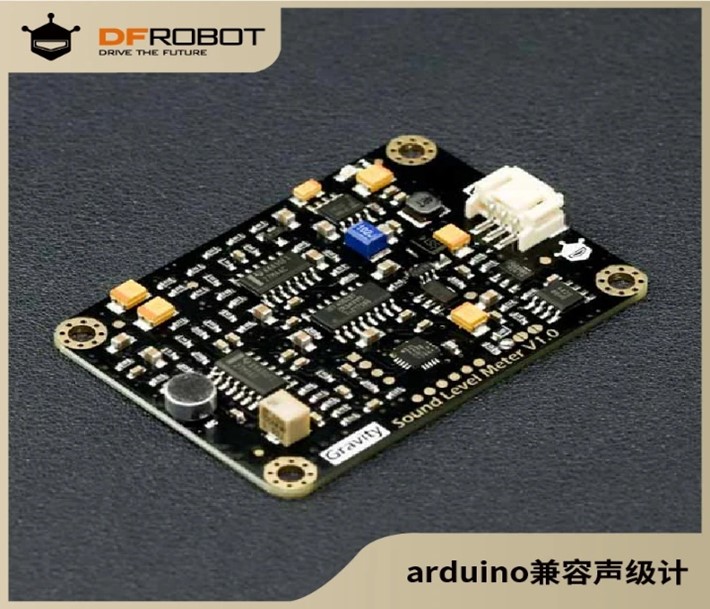 DFROBOT
DRIVE THE FUTURE
Gravity
Sound Level Meter V1.0
arduino兼容声级计